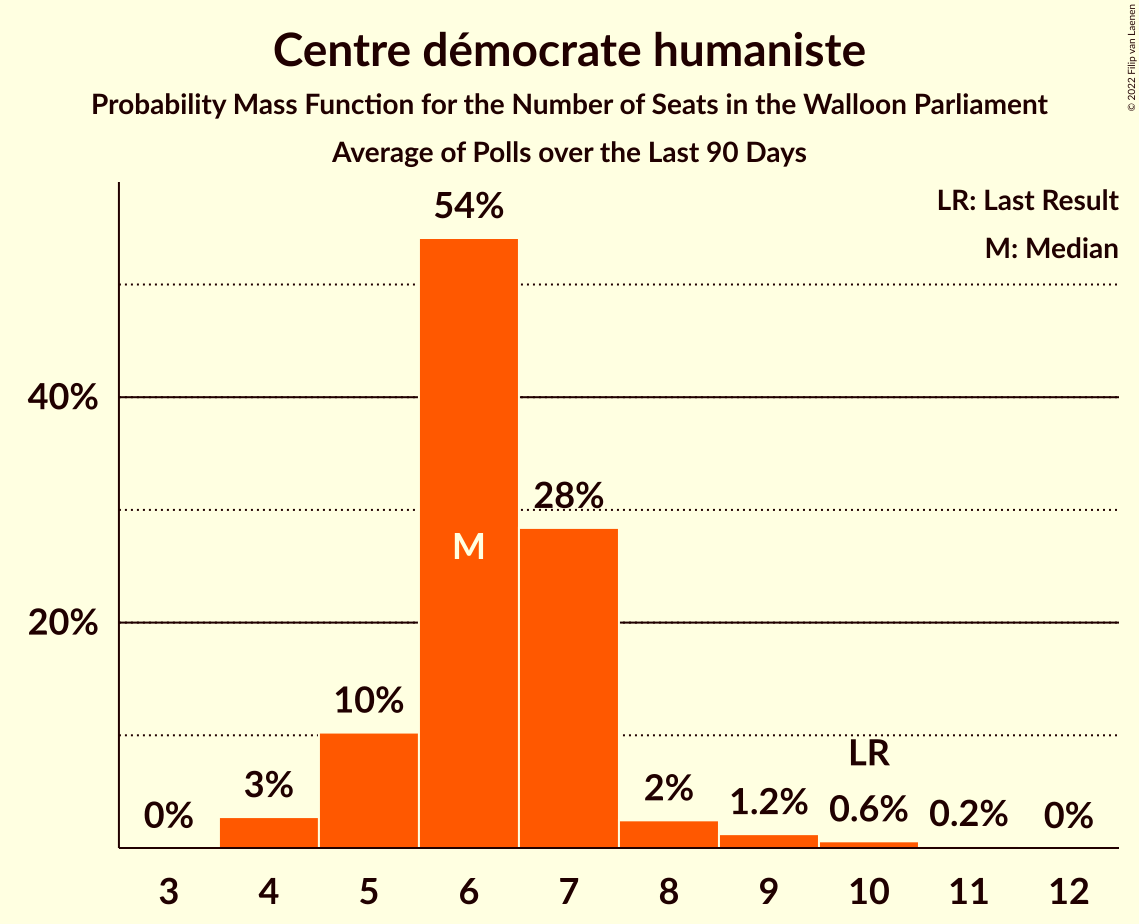 Centre démocrate humaniste
Probability Mass Function for the Number of Seats in the Walloon Parliament
Average of Polls over the Last 90 Days
© 2022 Filip van Laenen
LR: Last Result
M: Median
54%
40%
28%
M
20%
10%
LR
3%
2%
1.2%
0.6%
0%
0.2%
0%
3 4 5 6 7 8 9 10 11 12